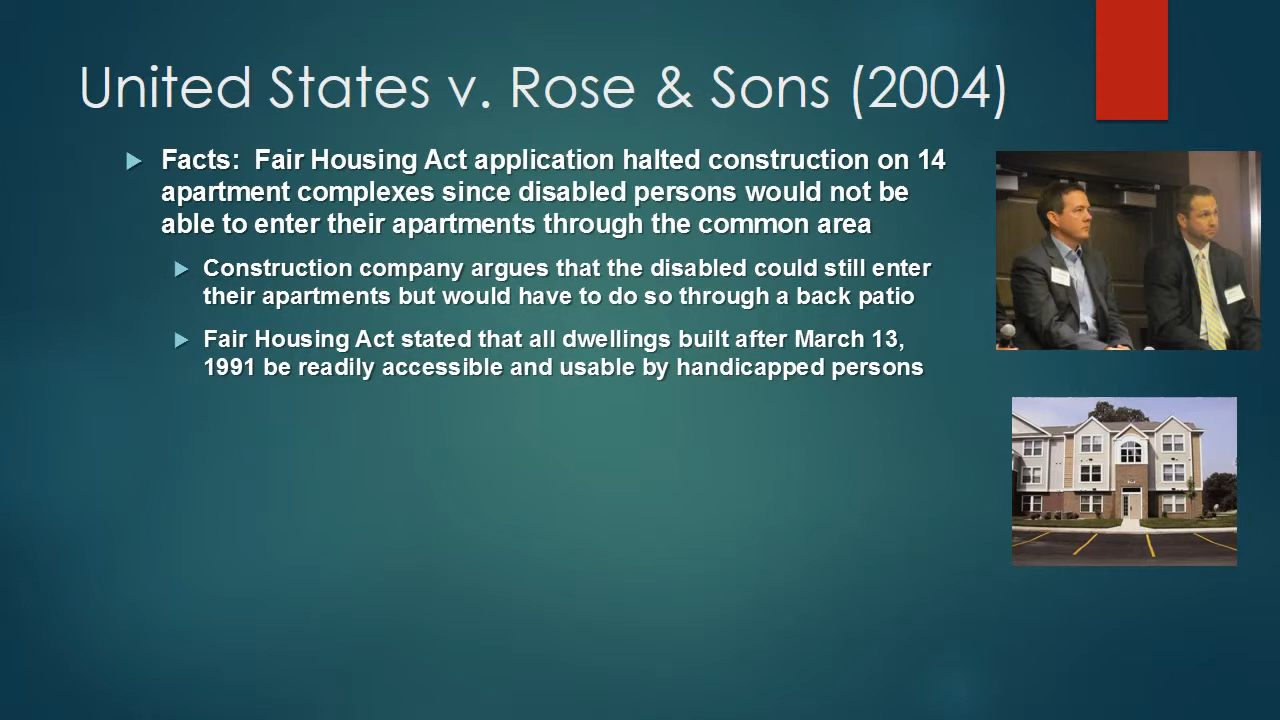 United States v. Rose & Sons (2004)
Facts: Fair Housing Act application halted construction on 14
apartment complexes since disabled persons would not be
able to enter their apartments through the common area
Construction company argues that the disabled could still enter
their apartments but would have to do so through a back patio
Fair Housing Act stated that all dwellings built after March 13,
1991 be readily accessible and usable by handicapped persons